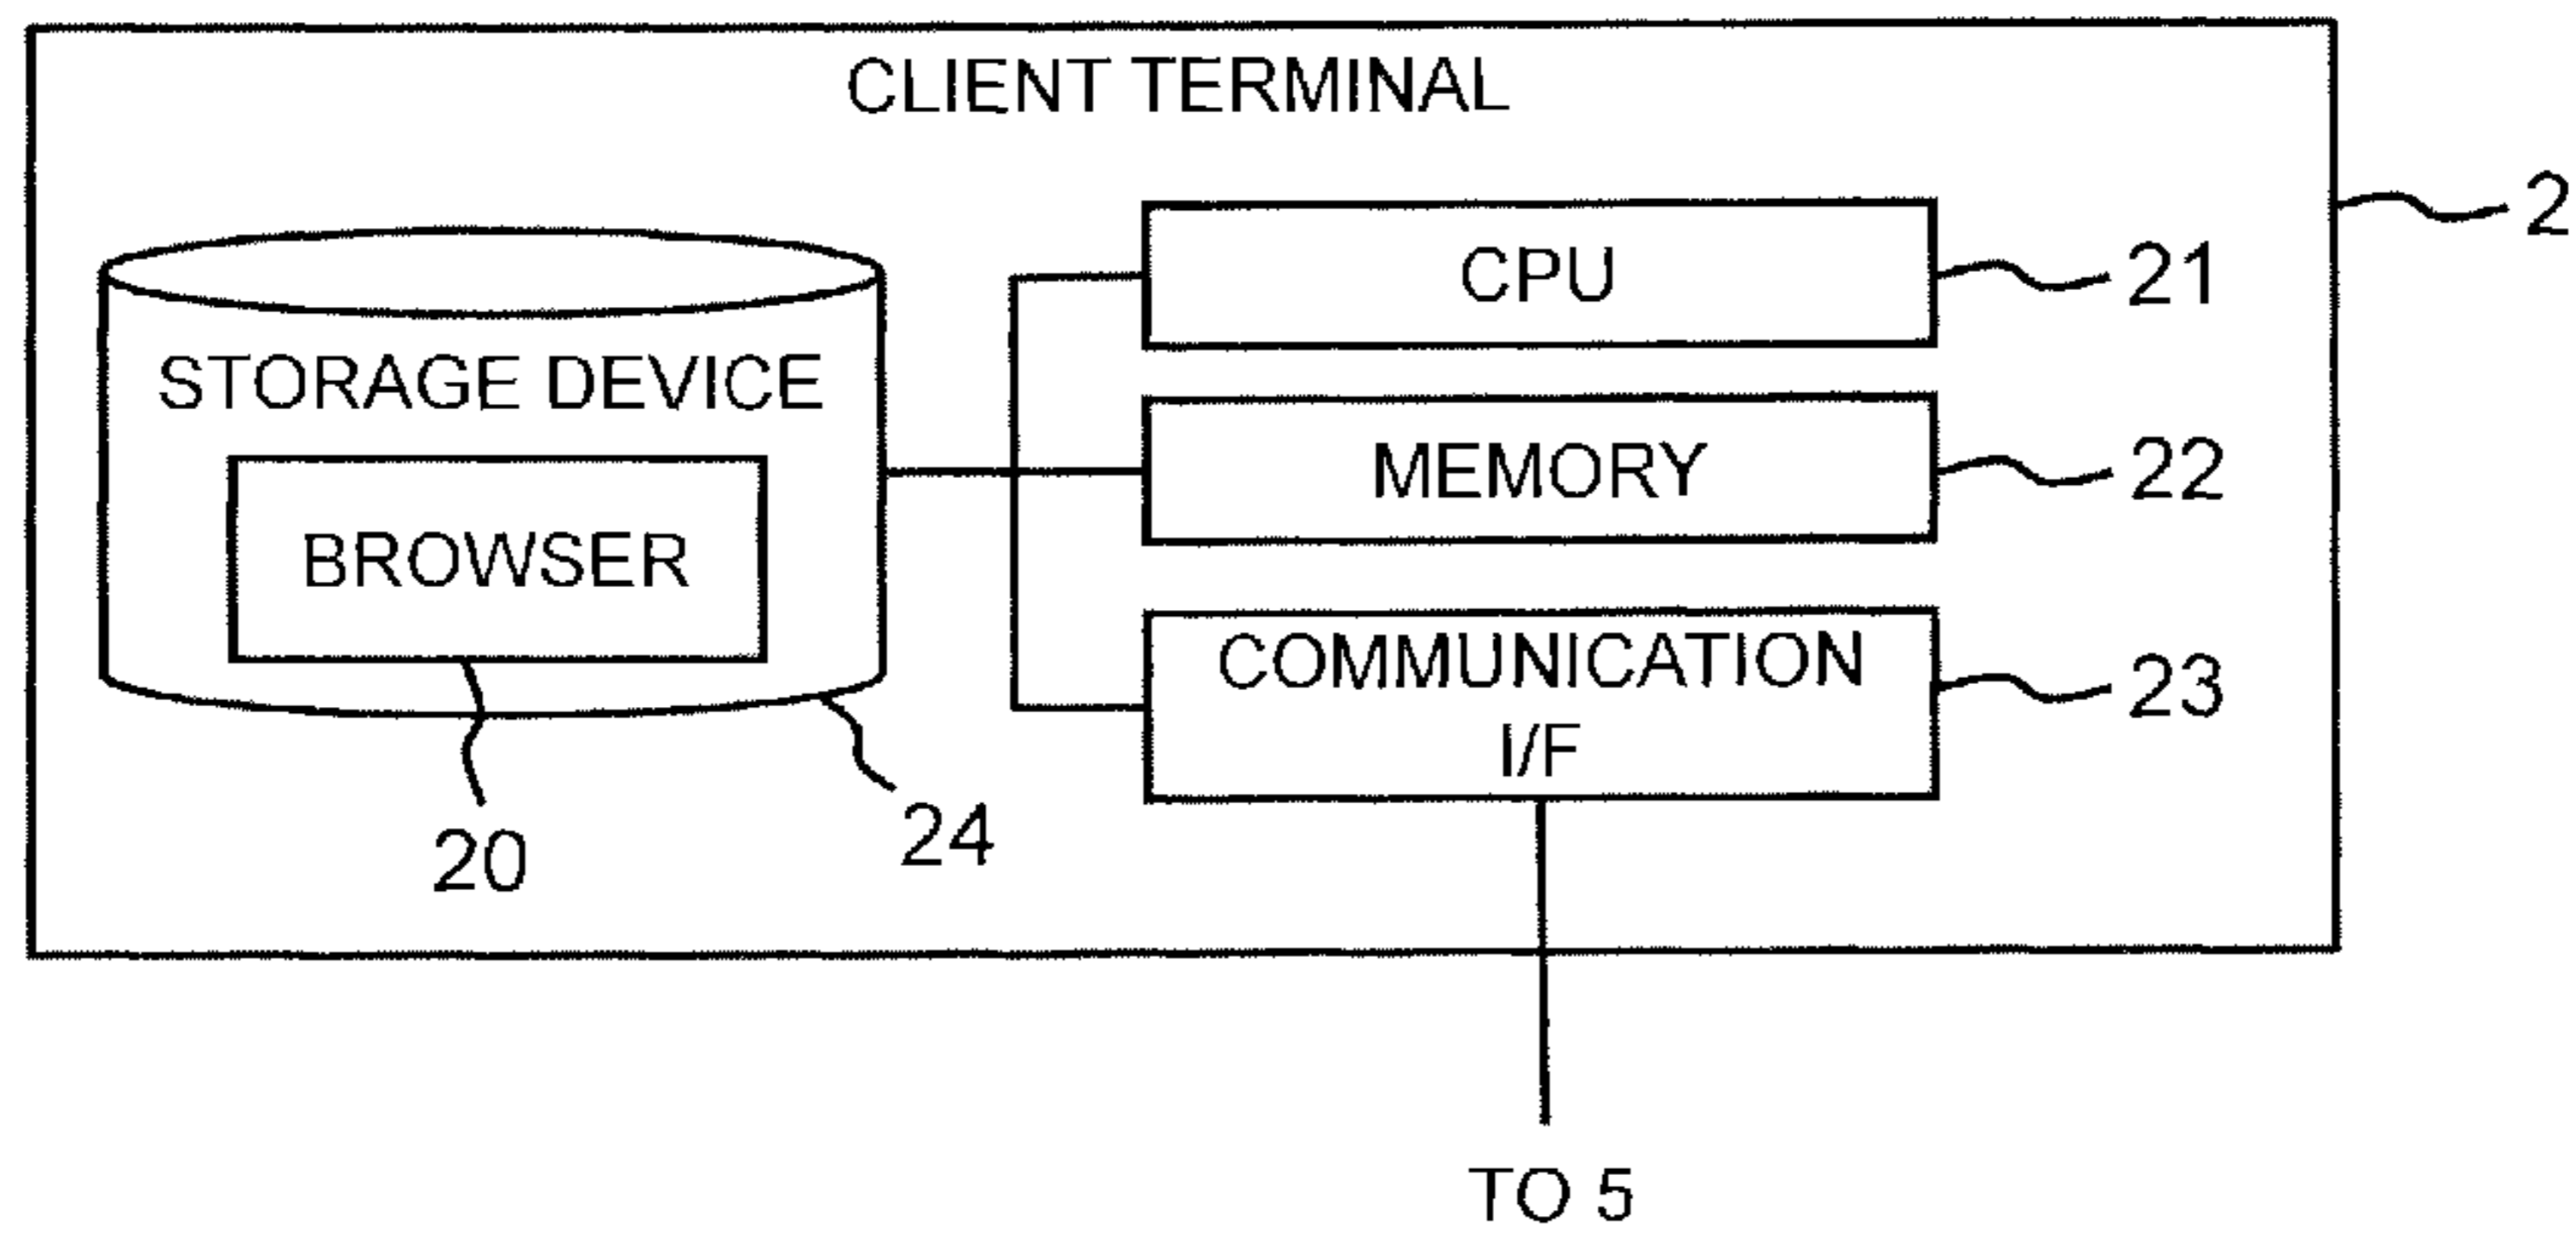 CLIENT TERMINAL
2
CPU
21
STORAGE DEVICE
MEMORY
22
BROWSER
COMMUNICATION
I/F
23
20
24
TO 5